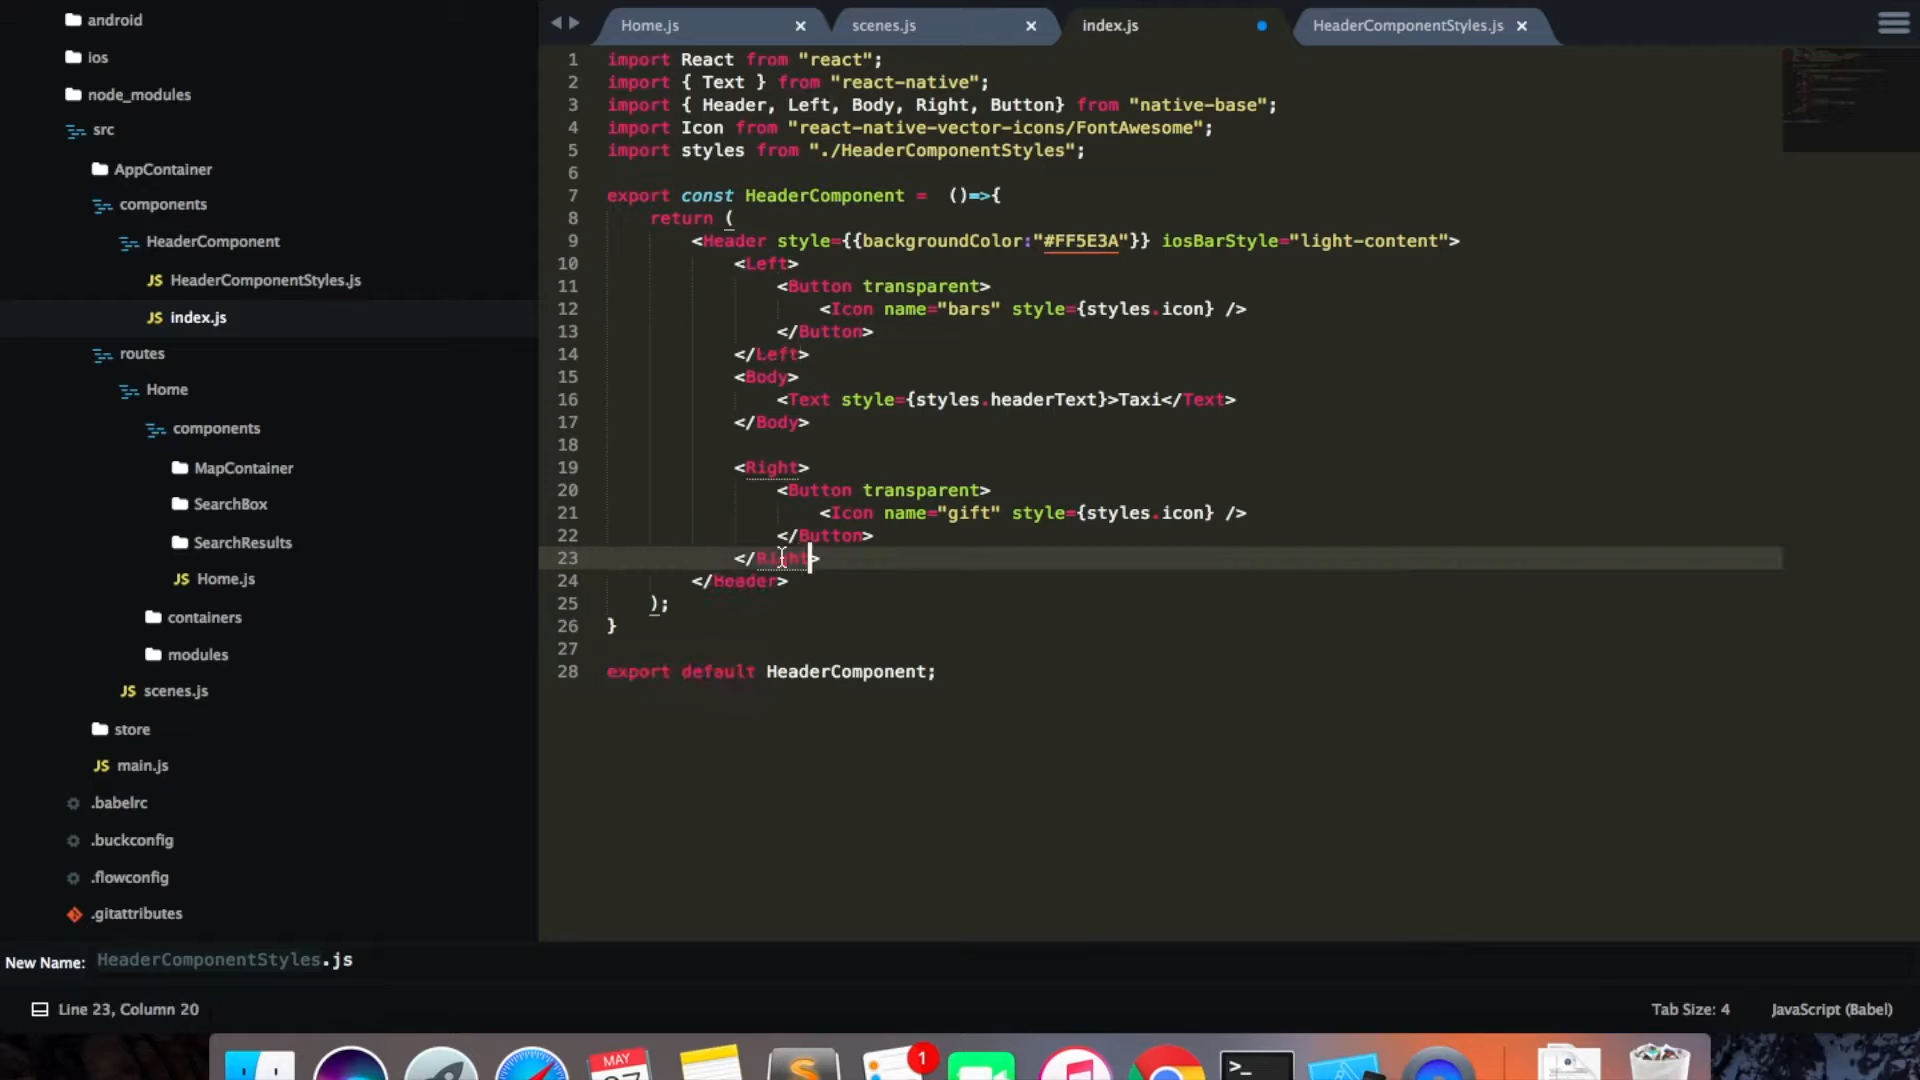 android
ios
node_modules
src
AppContainer
components
HeaderComponent
JS HeaderComponentStyles.js
JS index.js
routes
Home
components
MapContainer
SearchBox
SearchResults
JS Home.js
containers
modules
JS scenes.js
store
JS main.js
.babelrc
.buckconfig
.flowconfig
.gitattributes
Home.js
scenes.js
index.js
HeaderComponentStyles.js
1 import React from "react";
2 import { Text } from "react-native";
3 import { Header, Left, Body, Right, Button} from "native-base";
4 import Icon from "react-native-vector-icons/FontAwesome";
5 import styles from "./HeaderComponentStyles";
6
7 export const HeaderComponent =  ()=>{
8 return (
9 <Header style={{backgroundColor:"#FF5E3A"}} iosBarStyle="light-content">
10 <Left>
11 <Button transparent>
12 <Icon name="bars" style={styles.icon} />
13 </Button>
14 </Left>
15 <Body>
16 <Text style={styles.headerText}>Taxi</Text>
17 </Body>
18
19 <Right>
20 <Button transparent>
21 <Icon name="gift" style={styles.icon} />
22 </Button>
23 </Right>
24 </Header>
25 );
26 }
27
28 export default HeaderComponent;
New Name: HeaderComponentStyles.js
Line 23, Column 20
Tab Size: 4
JavaScript (Babel)
MAY
1
>_